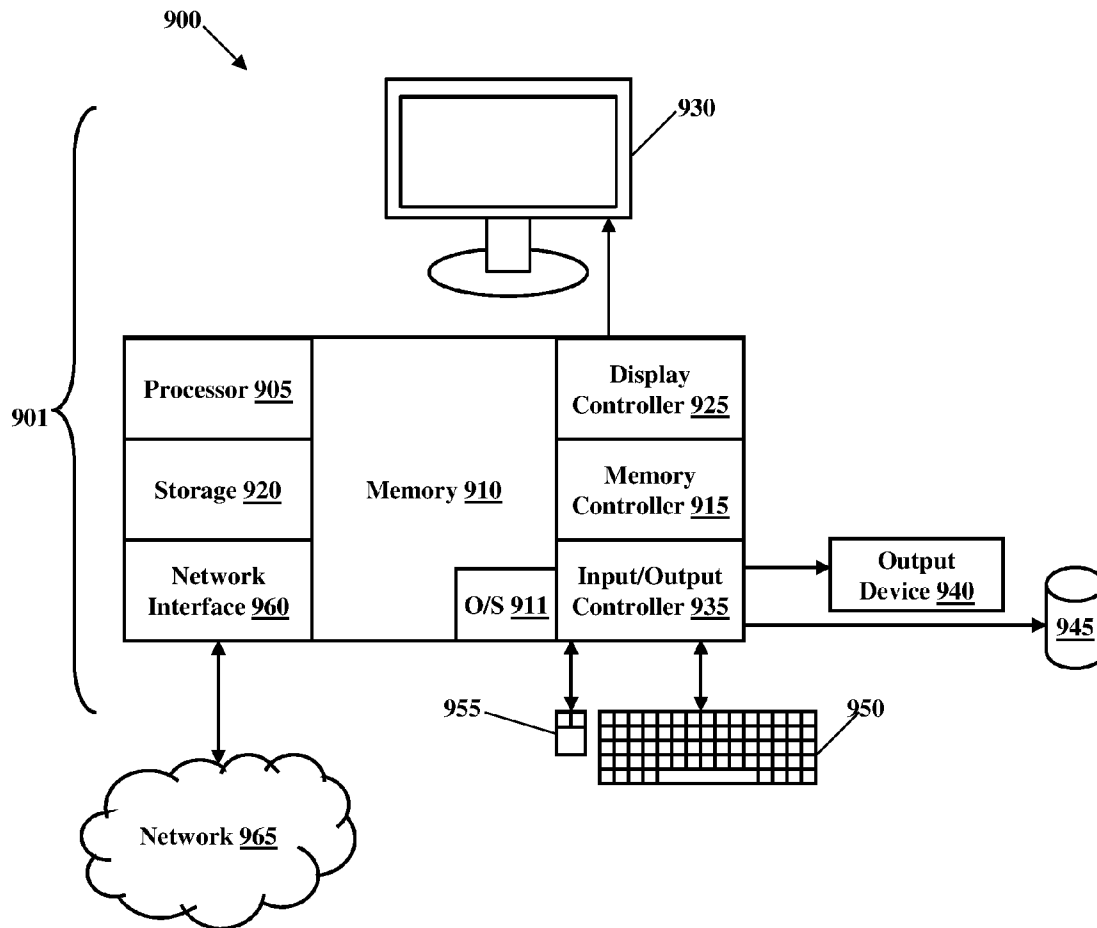 900
930
901
Processor 905
Display
Controller 925
Storage 920
Memory 910
Memory
Controller 915
Network
Interface 960
O/S 911
Input/Output
Controller 935
Output
Device 940
945
955
950
Network 965